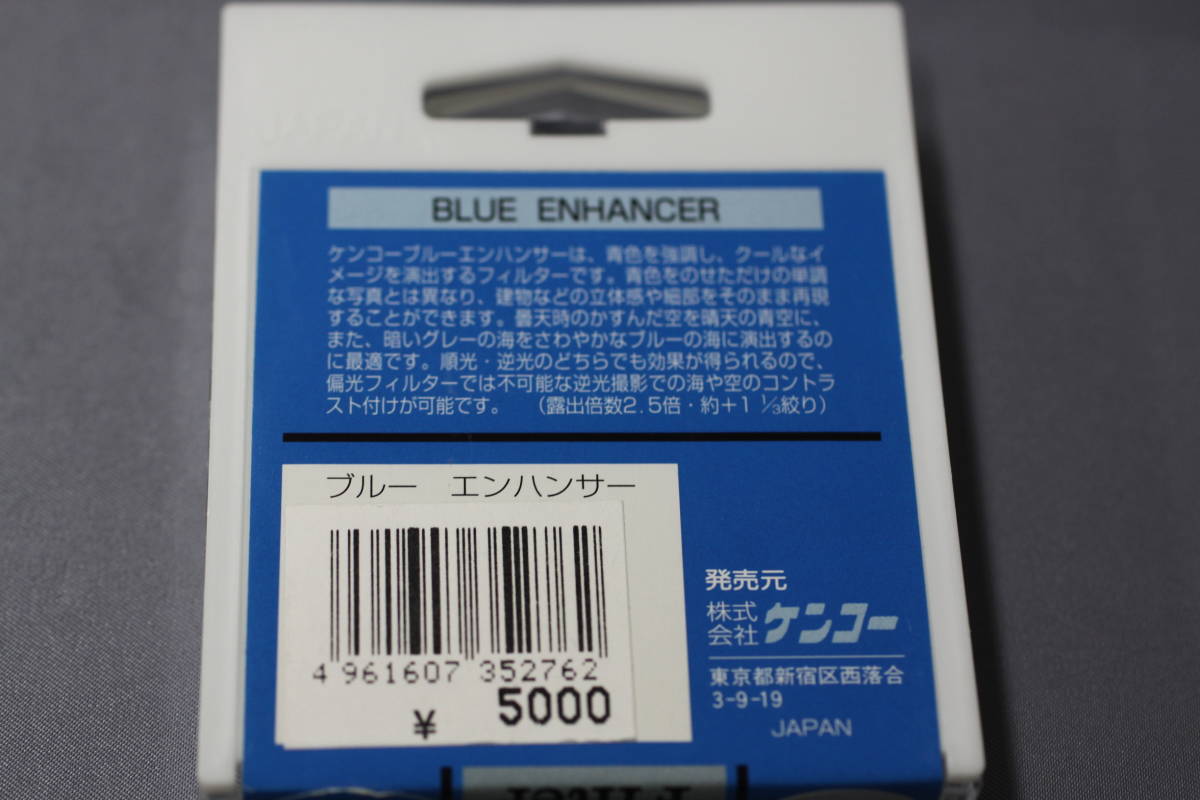 JAPAN
BLUE ENHANCER
ケンコーブルーエンハンサーは、青色を強調し、クールなイ
メージを演出するフィルターです。青色をのせただけの単調
な写真とは異なり、建物などの立体感や細部をそのまま再現
することができます。曇天時のかすんだ空を晴天の青空に、
また、暗いグレーの海をさわやかなブルーの海に演出するの
に最適です。順光・逆光のどちらでも効果が得られるので、
偏光フィルターでは不可能な逆光撮影での海や空のコントラ
スト付けが可能です。 (露出倍数2.5倍・約+1 ⅓絞り)
ブルー エンハンサー
4 961607 352762
¥ 5000
発売元
株式会社 ケンコー
東京都新宿区西落合
3-9-19
JAPAN
Filter